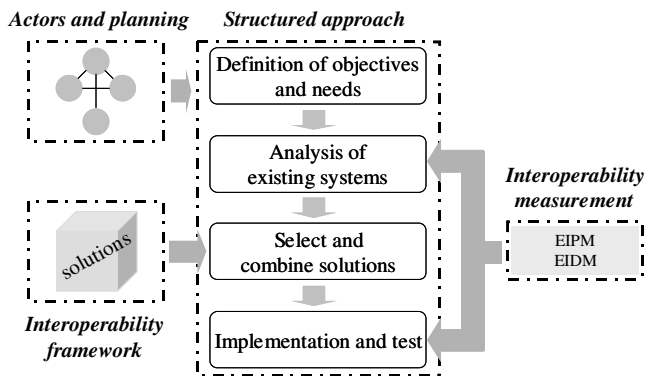 Actors and planning
Structured approach
Definition of objectives
and needs
Analysis of
existing systems
Interoperability
measurement
EIPM
EIDM
solutions
Select and
combine solutions
Interoperability
framework
Implementation and test